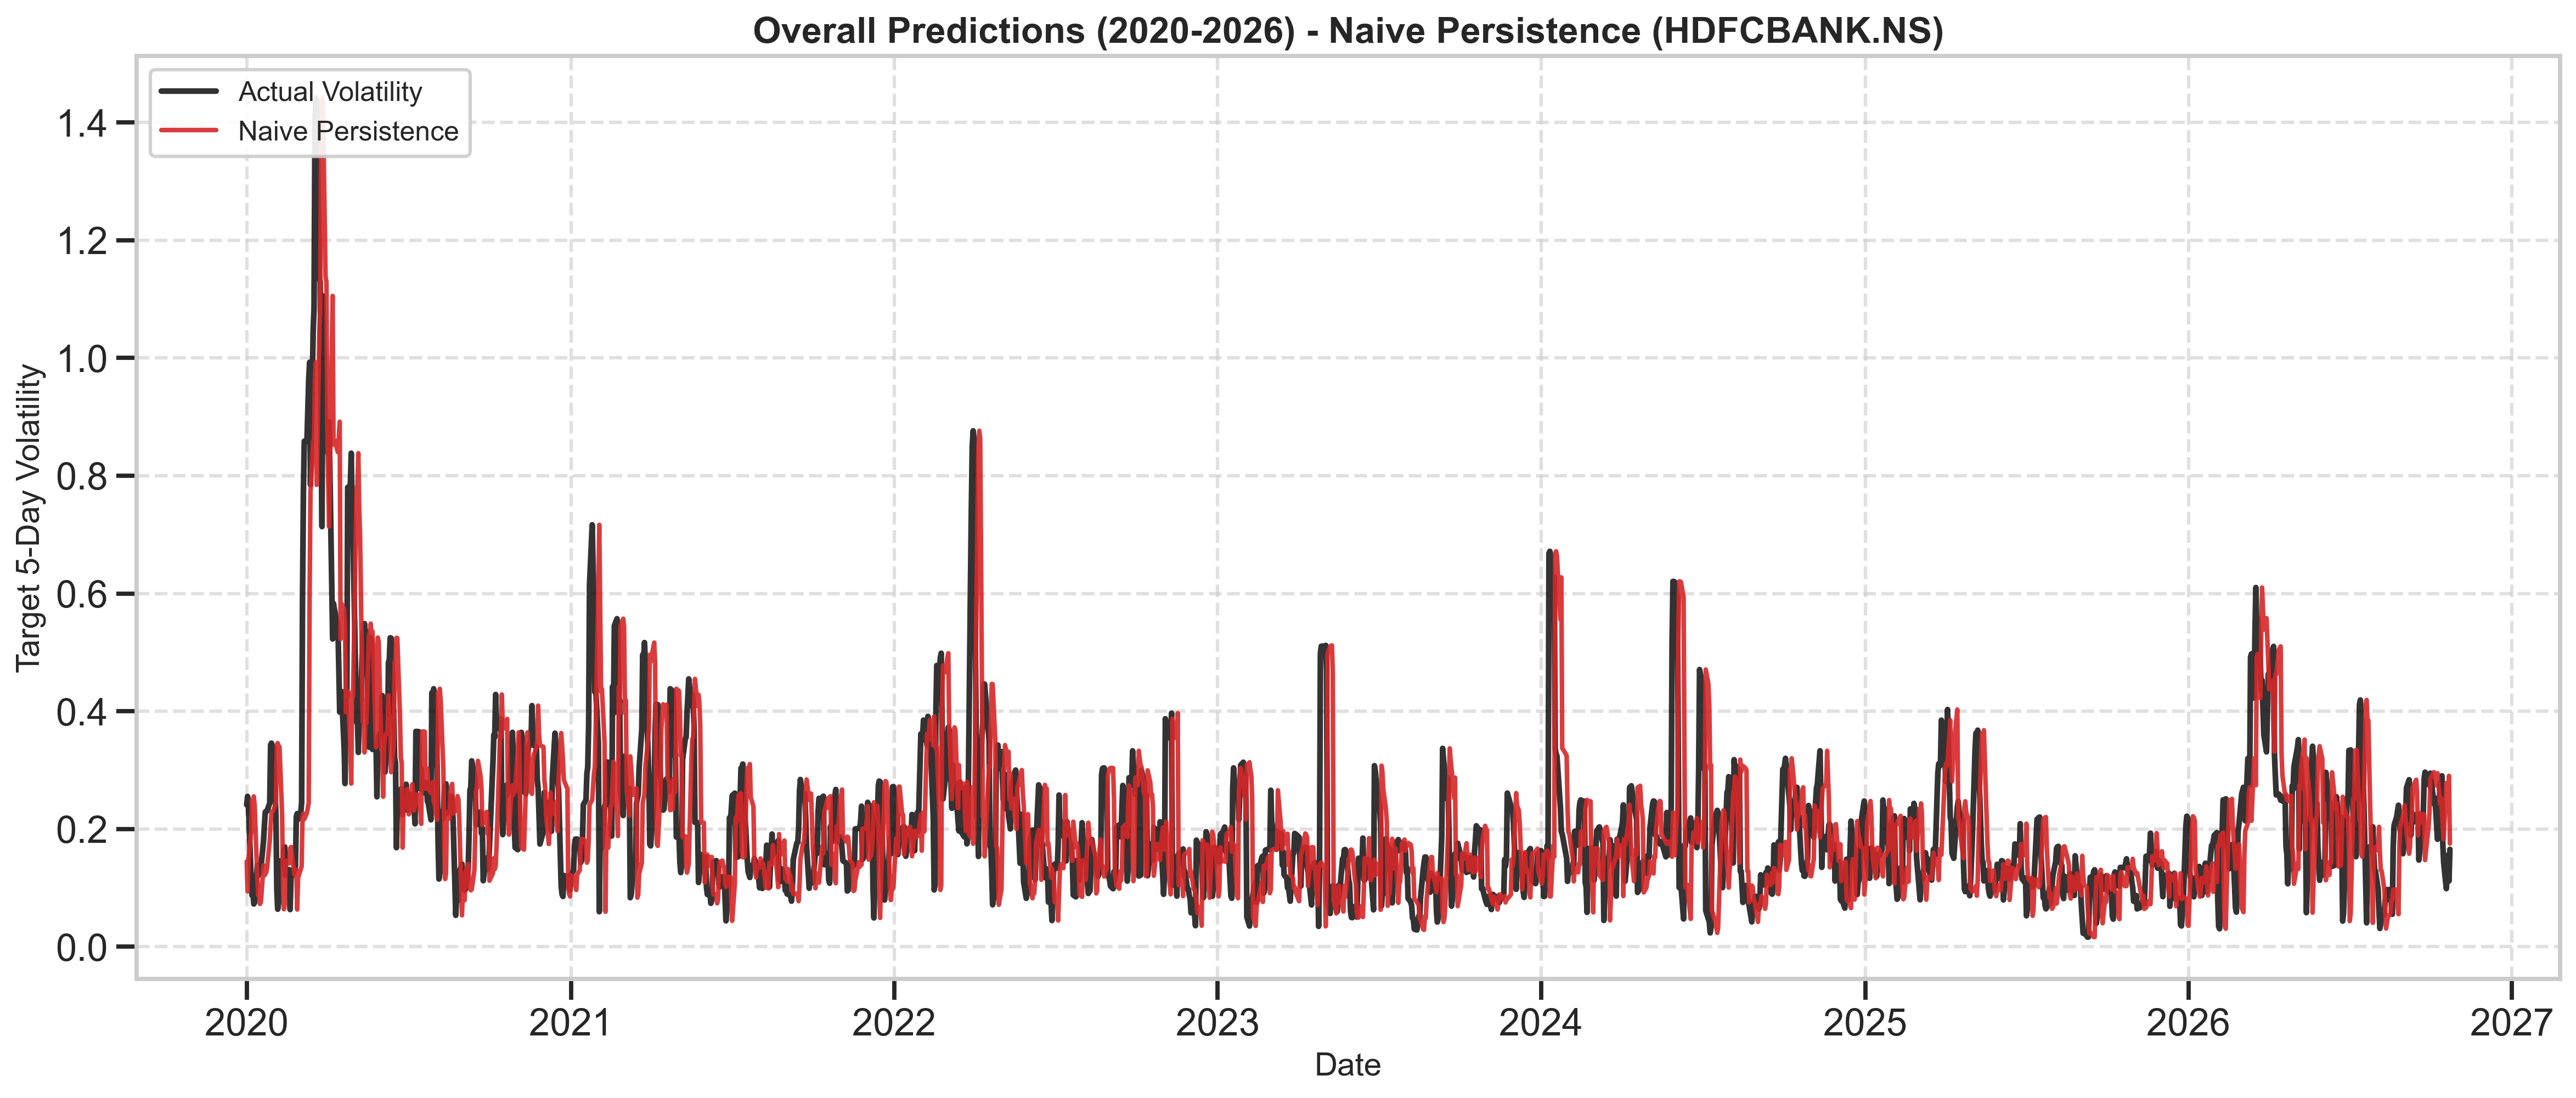 Overall Predictions (2020-2026) - Naive Persistence (HDFCBANK.NS)
Actual Volatility
Naive Persistence
Target 5-Day Volatility
1.4
1.2
1.0
0.8
0.6
0.4
0.2
0.0
2020 2021 2022 2023 2024 2025 2026 2027
Date